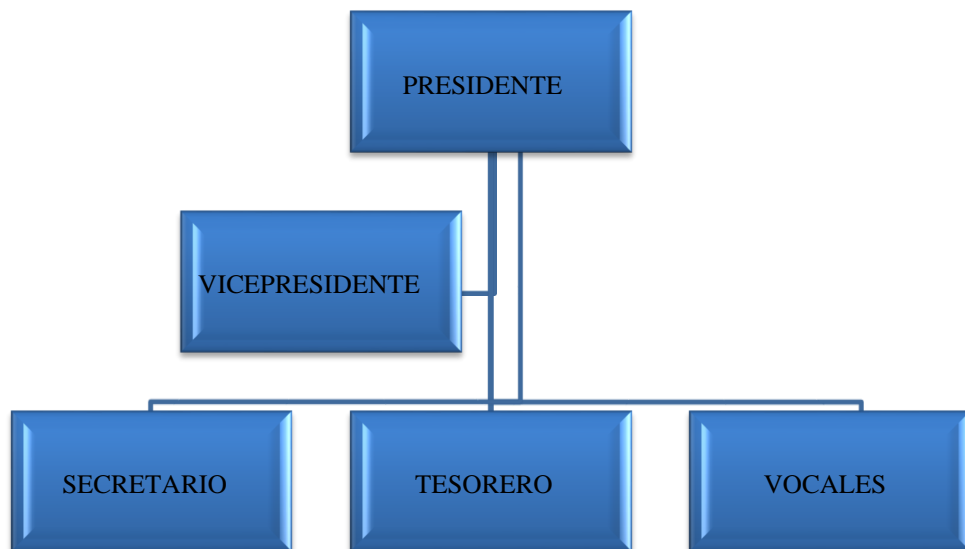 PRESIDENTE
VICEPRESIDENTE
SECRETARIO
TESORERO
VOCALES